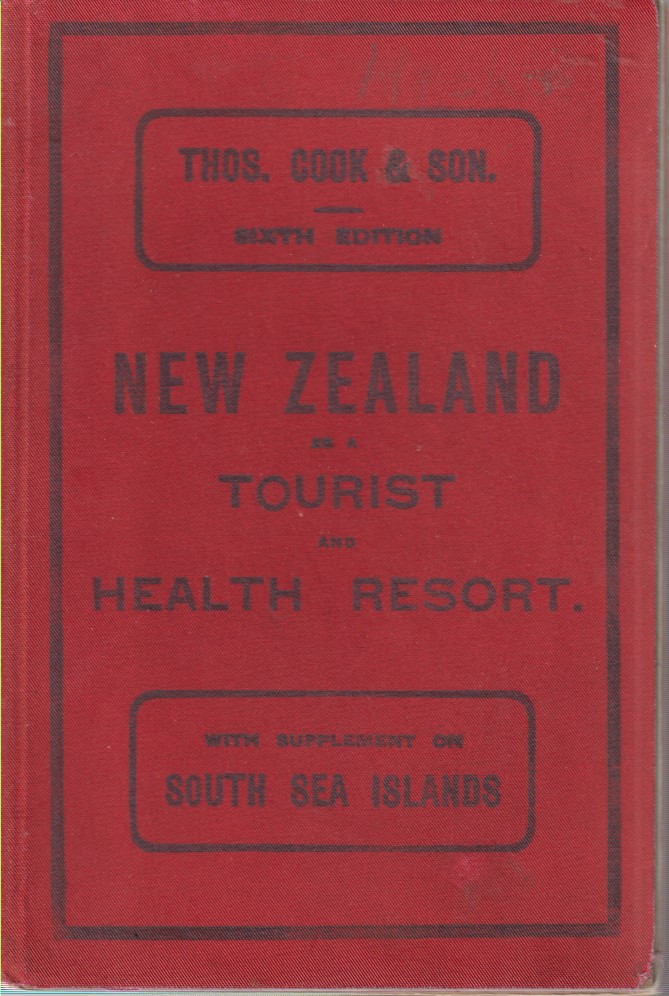 THOS. COOK & SON.
SIXTH EDITION
NEW ZEALAND
AS A
TOURIST
AND
HEALTH RESORT.
WITH SUPPLEMENT ON
SOUTH SEA ISLANDS